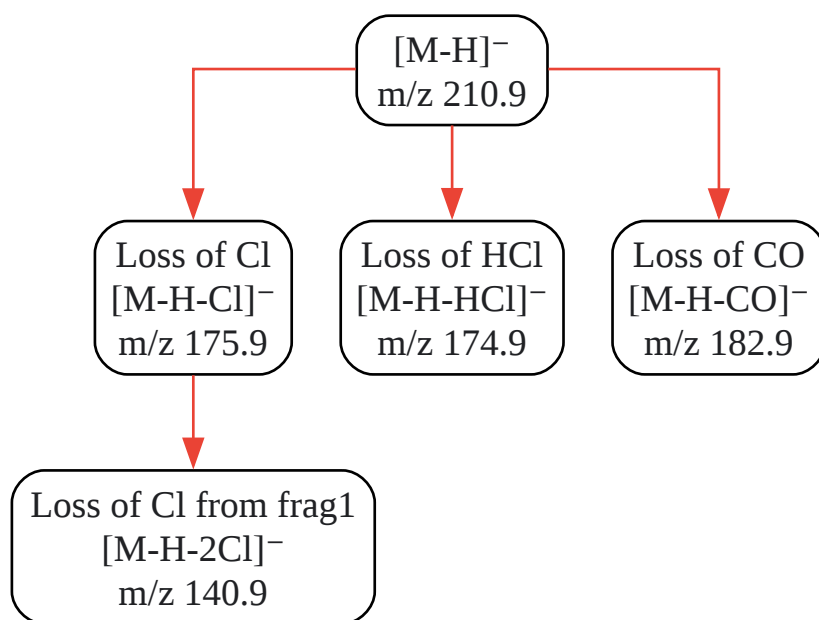 [M-H]⁻
m/z 210.9
Loss of Cl
[M-H-Cl]⁻
m/z 175.9
Loss of HCl
[M-H-HCl]⁻
m/z 174.9
Loss of CO
[M-H-CO]⁻
m/z 182.9
Loss of Cl from frag1
[M-H-2Cl]⁻
m/z 140.9